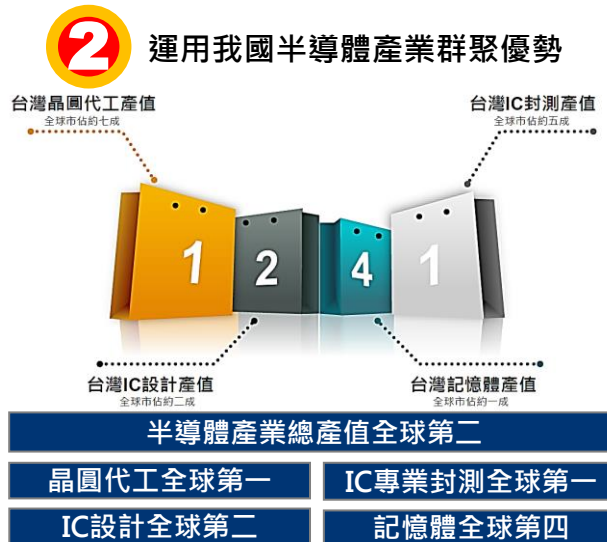 2
運用我國半導體產業群聚優勢
台灣晶圓代工產值
全球市佔約七成
台灣IC封測產值
全球市佔約五成
1
2
4
1
台灣IC設計產值
全球市佔約二成
台灣記憶體產值
全球市佔約一成
半導體產業總產值全球第二
晶圓代工全球第一
IC專業封測全球第一
IC設計全球第二
記憶體全球第四